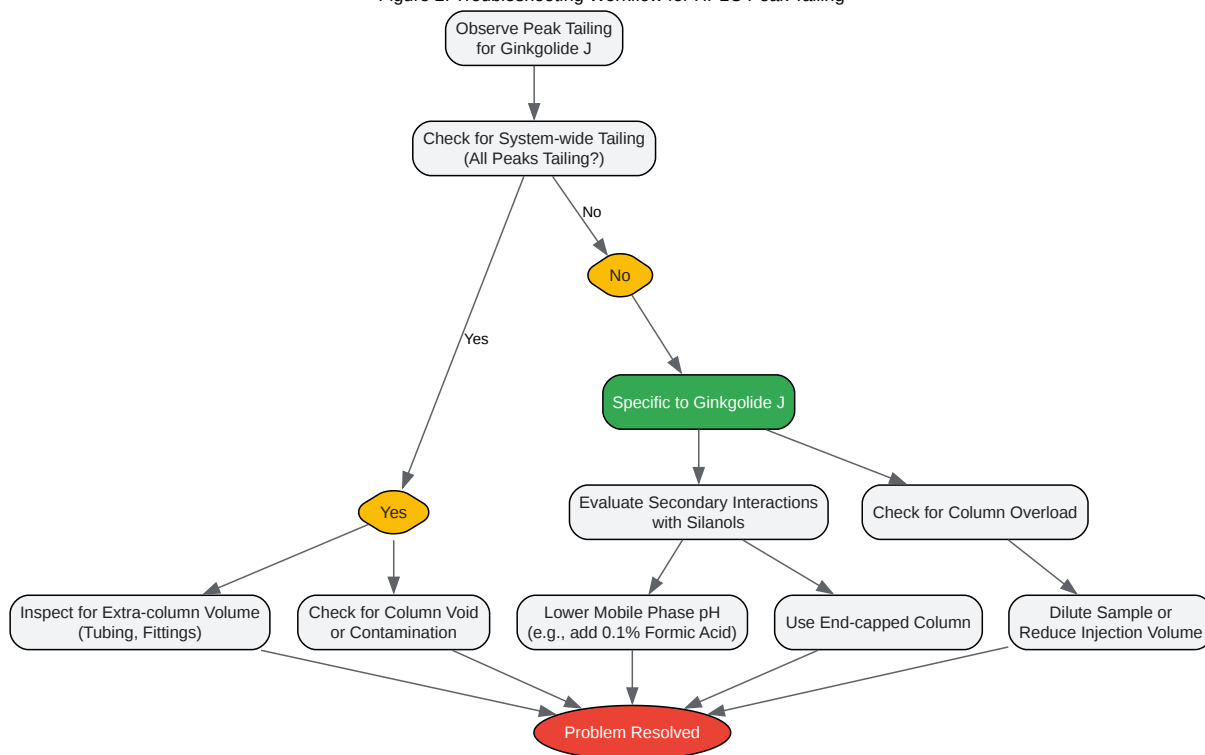 Observe Peak Tailing
for Ginkgolide J
Check for System-wide Tailing
(All Peaks Tailing?)
No
No
Yes
Specific to Ginkgolide J
Yes
Evaluate Secondary Interactions
with Silanols
Check for Column Overload
Inspect for Extra-column Volume
(Tubing, Fittings)
Check for Column Void
or Contamination
Lower Mobile Phase pH
(e.g., add 0.1% Formic Acid)
Use End-capped Column
Dilute Sample or
Reduce Injection Volume
Problem Resolved